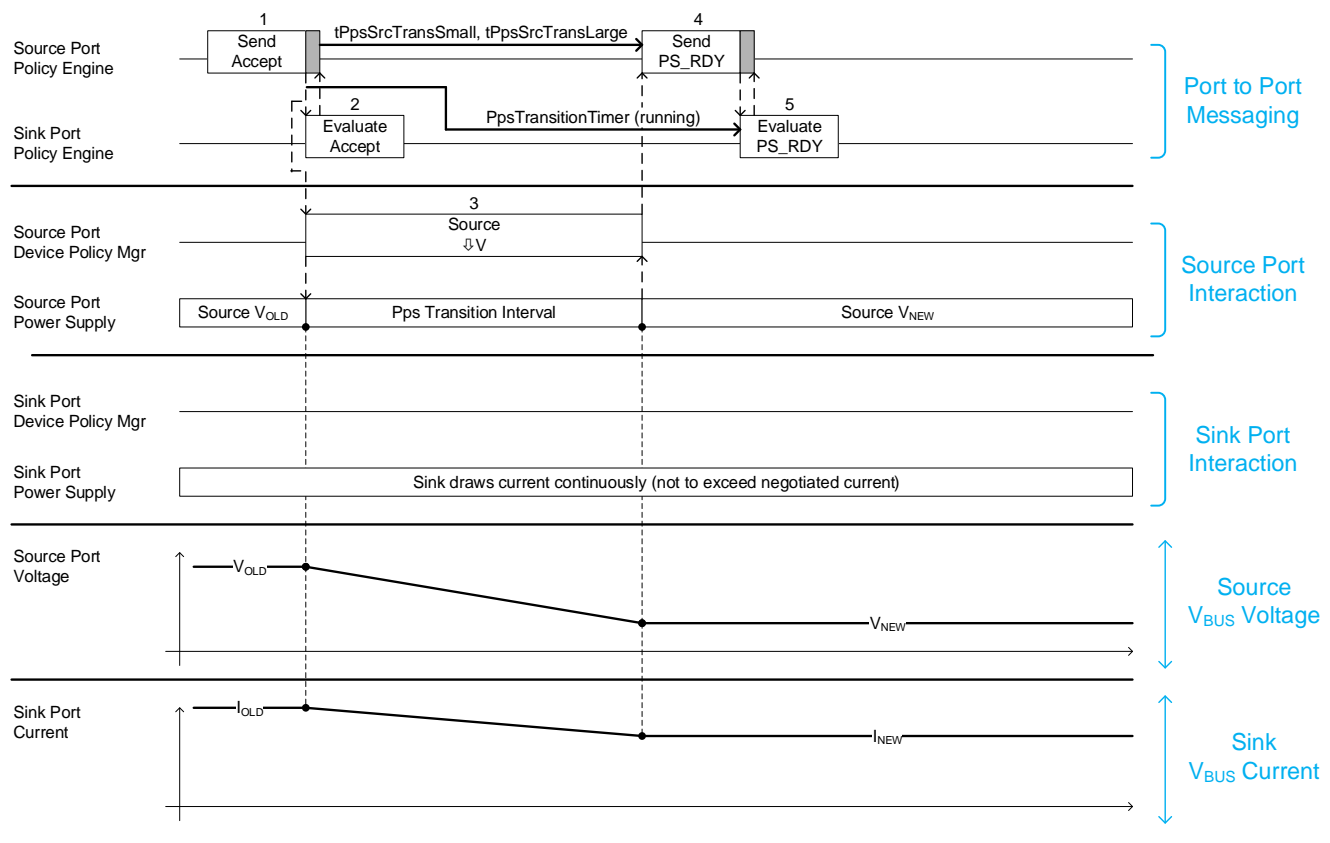 1
4
tPpsSrcTransSmall, tPpsSrcTransLarge
Source Port
Policy Engine
Send
Accept
Send
PS_RDY
2
5
PpsTransitionTimer (running)
Sink Port
Policy Engine
Evaluate
Accept
Evaluate
PS_RDY
Port to Port
Messaging
3
Source Port
Device Policy Mgr
Source
⇩V
Source Port
Power Supply
Source VOLD
Pps Transition Interval
Source VNEW
Source Port
Interaction
Sink Port
Device Policy Mgr
Sink Port
Power Supply
Sink draws current continuously (not to exceed negotiated current)
Sink Port
Interaction
Source Port
Voltage
VOLD
VNEW
Source
VBUS Voltage
Sink Port
Current
IOLD
INEW
Sink
VBUS Current